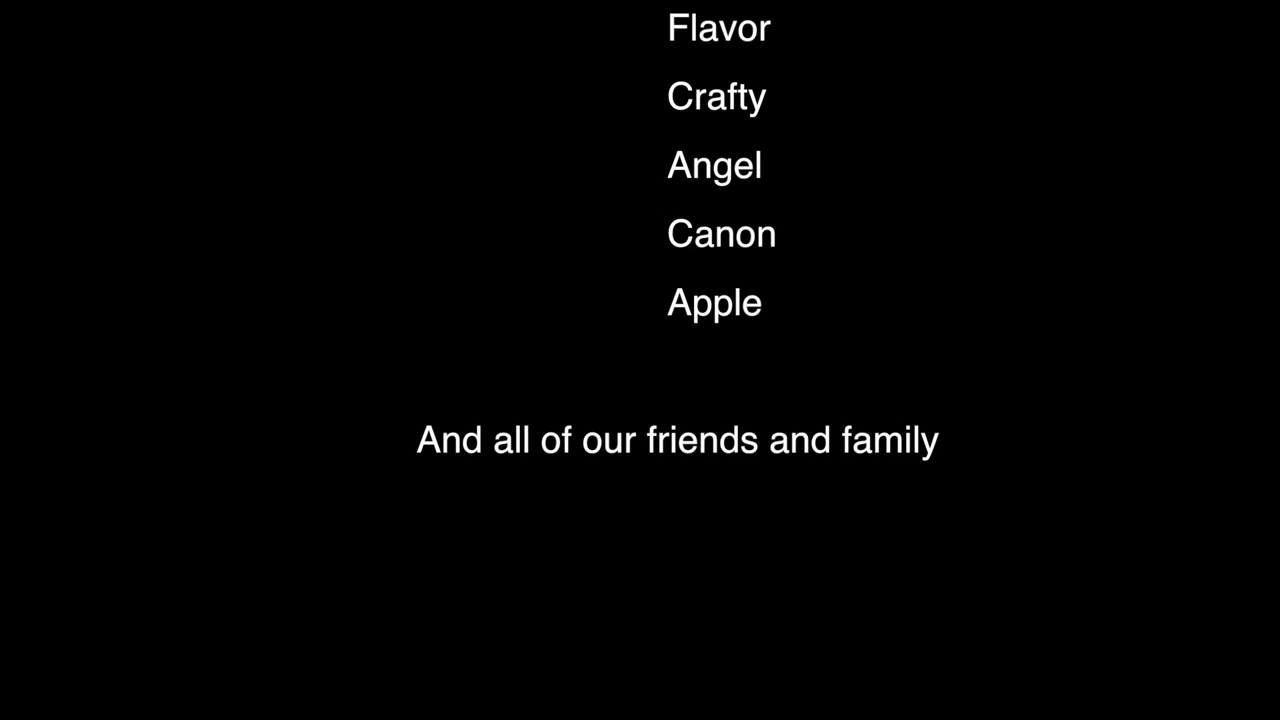 Flavor
Crafty
Angel
Canon
Apple
And all of our friends and family